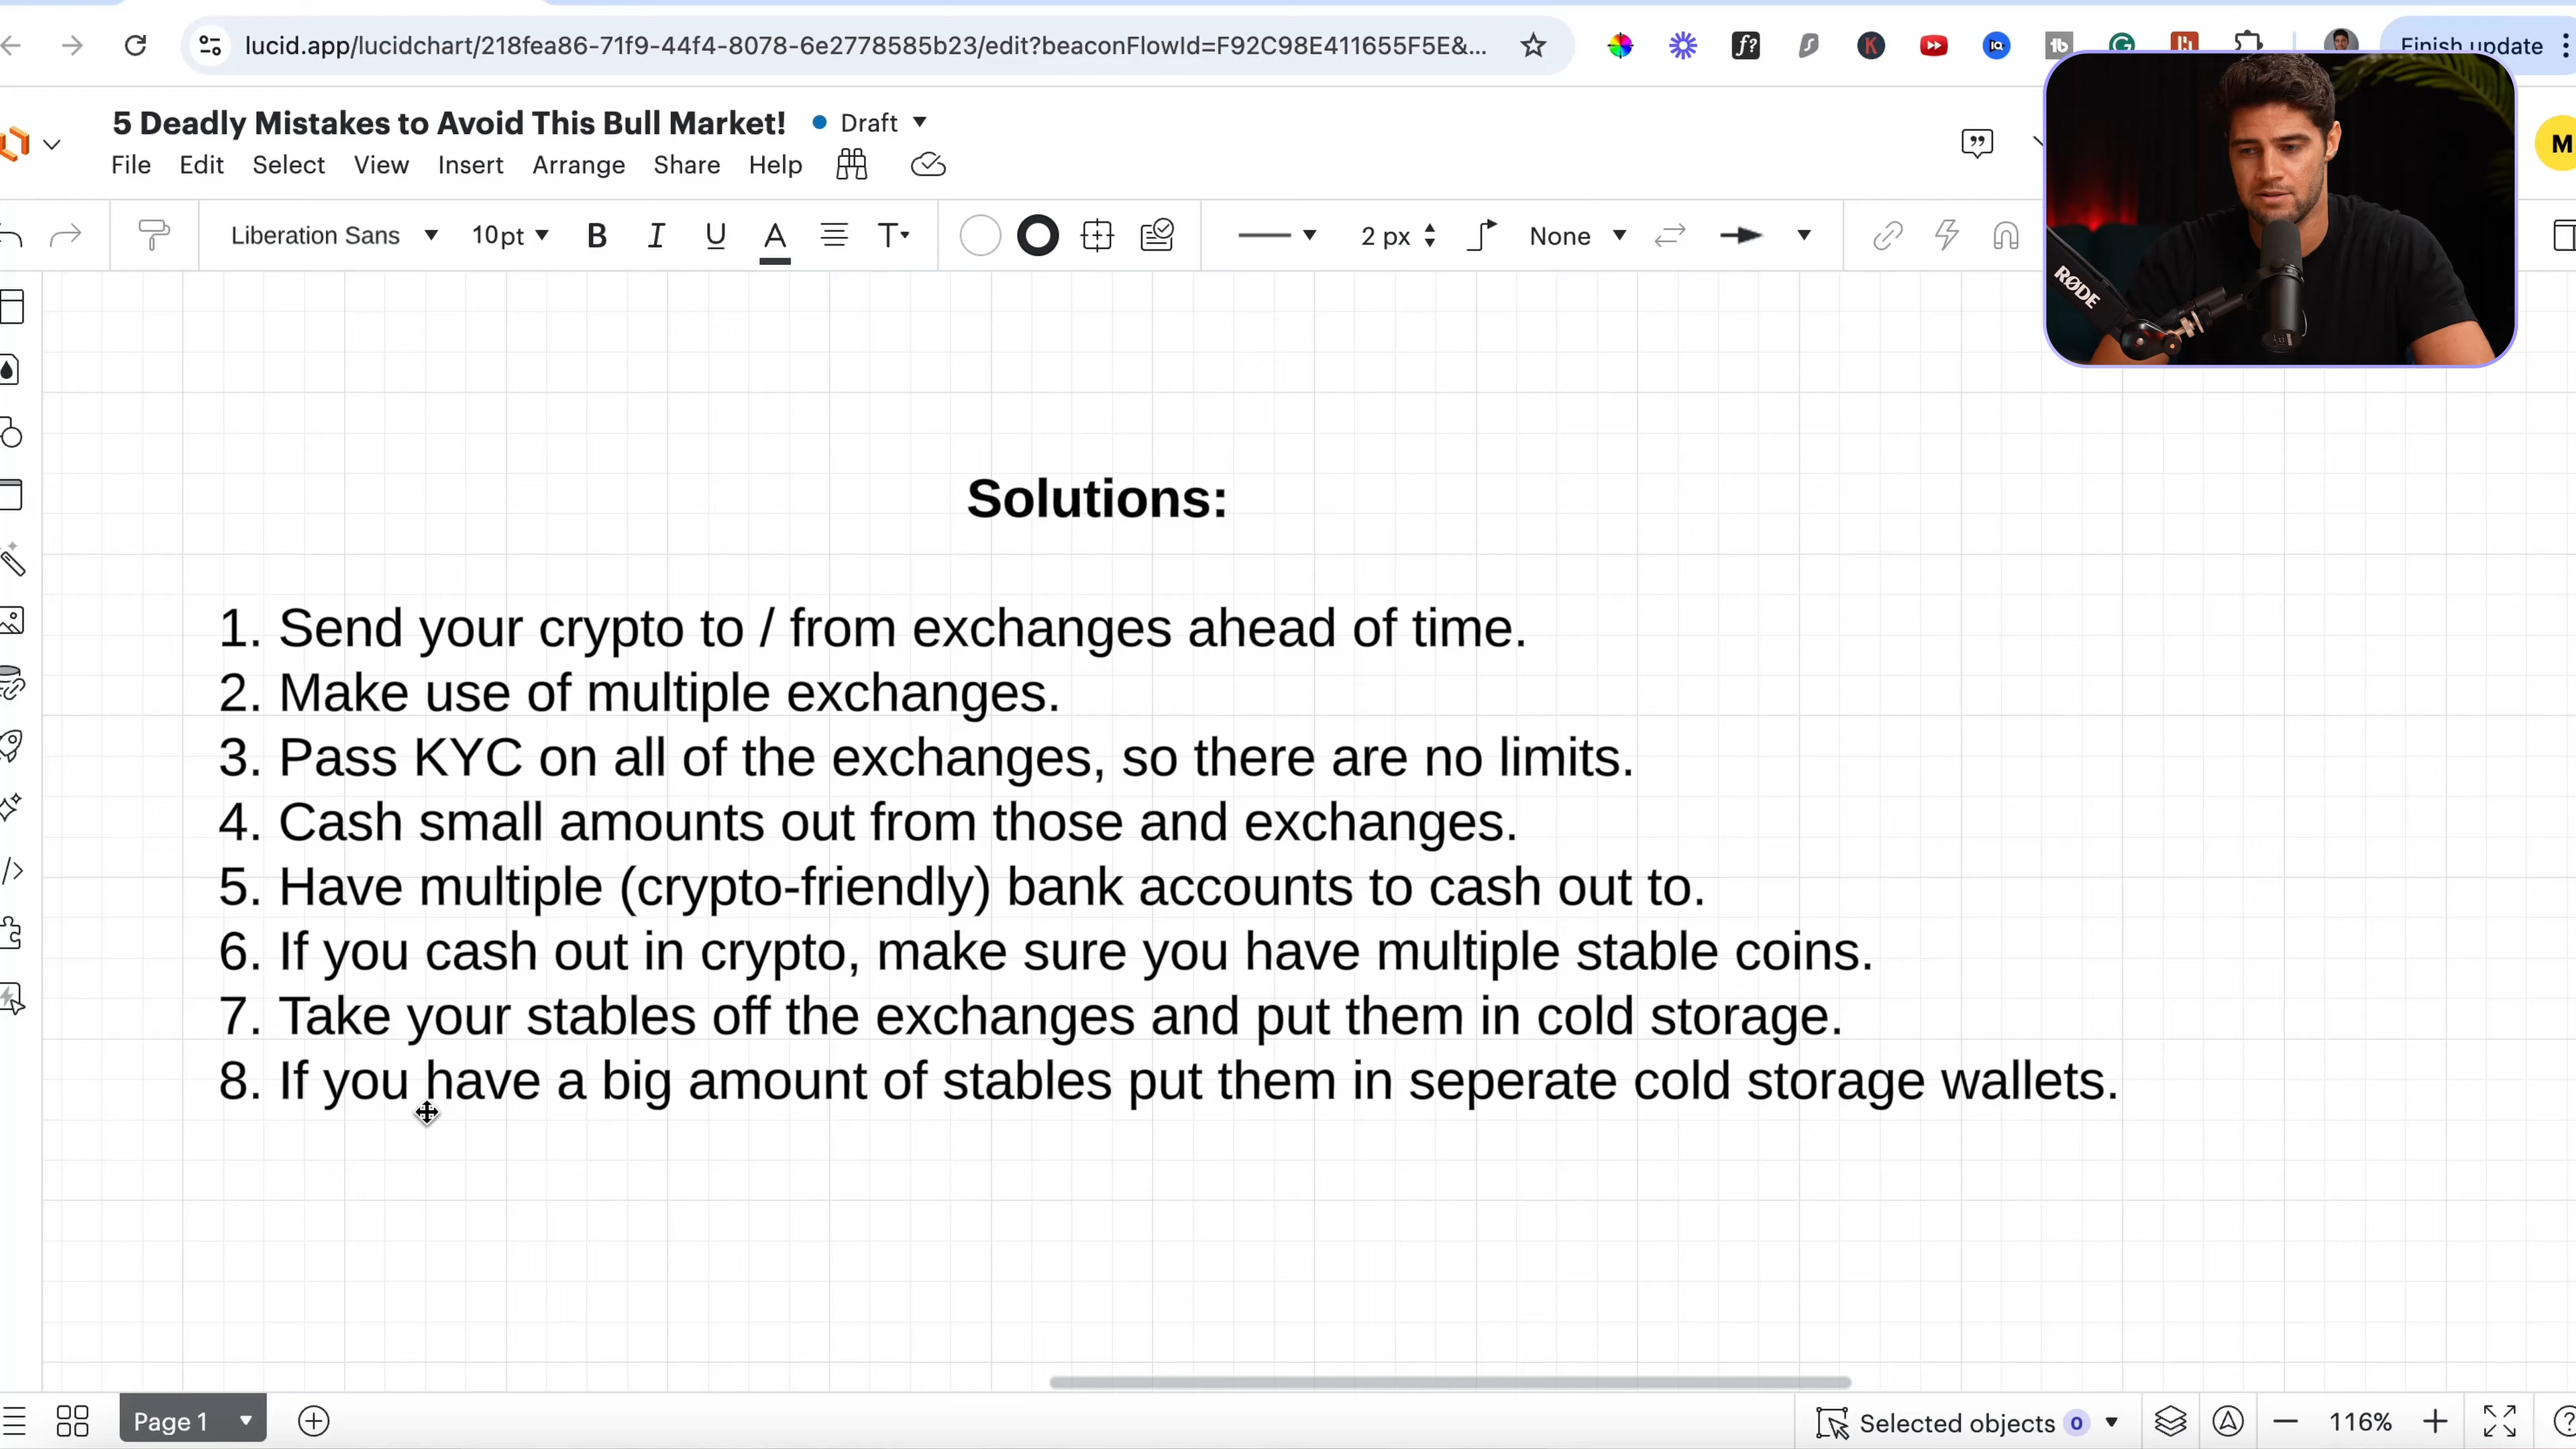 lucid.app/lucidchart/218fea86-71f9-44f4-8078-6e2778585b23/edit?beaconFlowId=F92C98E411655F5E&...
Finish update
5 Deadly Mistakes to Avoid This Bull Market! Draft
File Edit Select View Insert Arrange Share Help
M
Liberation Sans 10pt B I U A T 2 px None
RØDE
Solutions:
1. Send your crypto to / from exchanges ahead of time.
2. Make use of multiple exchanges.
3. Pass KYC on all of the exchanges, so there are no limits.
4. Cash small amounts out from those and exchanges.
5. Have multiple (crypto-friendly) bank accounts to cash out to.
6. If you cash out in crypto, make sure you have multiple stable coins.
7. Take your stables off the exchanges and put them in cold storage.
8. If you have a big amount of stables put them in seperate cold storage wallets.
Page 1 Selected objects 0 116%